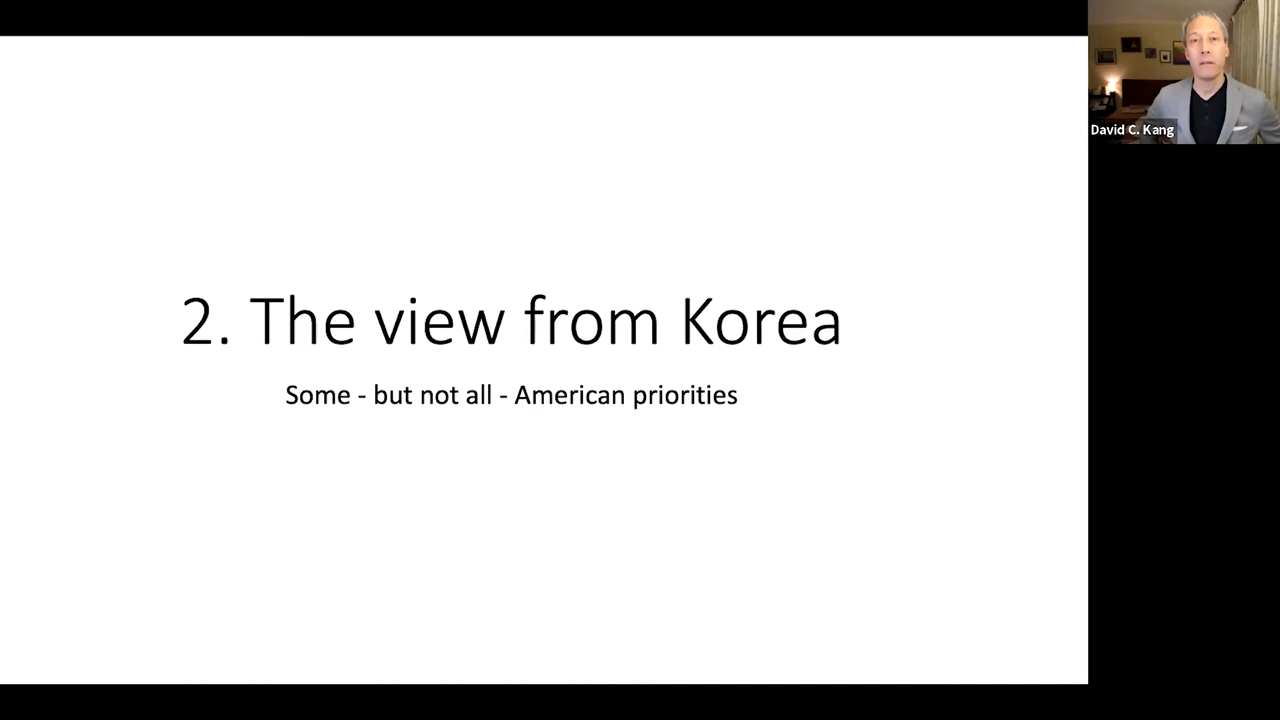 2. The view from Korea
Some - but not all - American priorities
David C. Kang